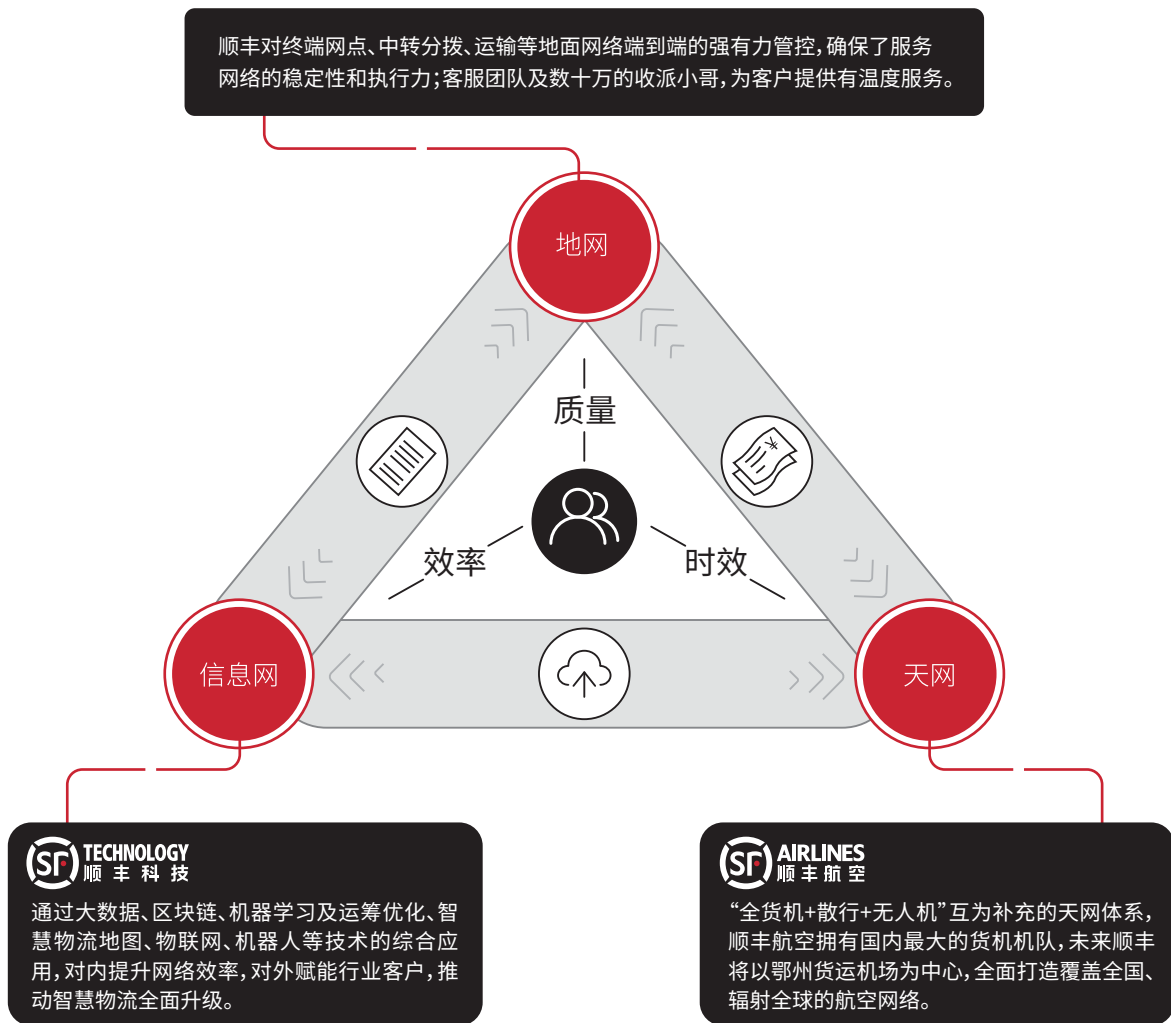 顺丰对终端网点、中转分拨、运输等地面网络端到端的强有力管控,确保了服务
网络的稳定性和执行力;客服团队及数十万的收派小哥,为客户提供有温度服务。
地网
质量
效率
时效
信息网
天网
SF TECHNOLOGY
顺丰科技
通过大数据、区块链、机器学习及运筹优化、智
慧物流地图、物联网、机器人等技术的综合应
用,对内提升网络效率,对外赋能行业客户,推
动智慧物流全面升级。
SF AIRLINES
顺丰航空
“全货机+散行+无人机”互为补充的天网体系,
顺丰航空拥有国内最大的货机机队,未来顺丰
将以鄂州货运机场为中心,全面打造覆盖全国、
辐射全球的航空网络。